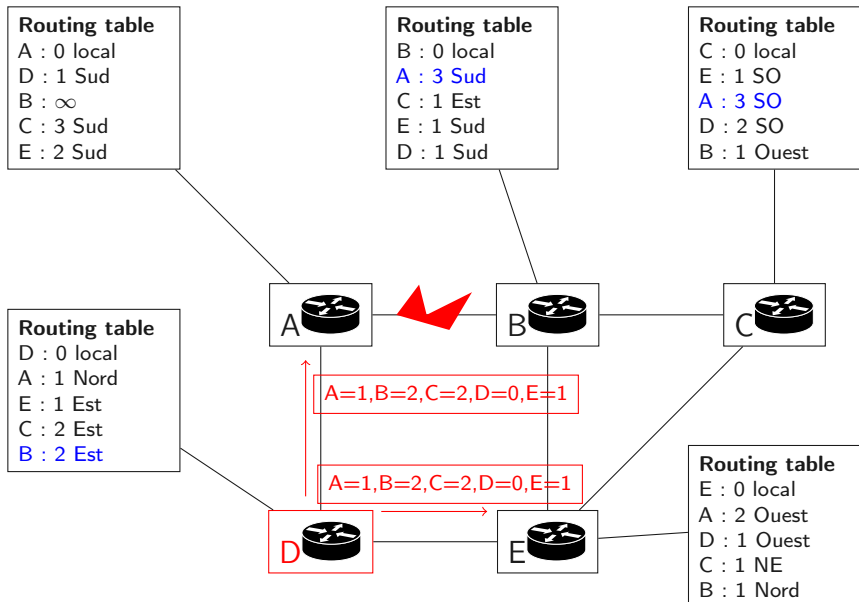 Routing table
A : 0 local
D : 1 Sud
B : ∞
C : 3 Sud
E : 2 Sud
Routing table
B : 0 local
A : 3 Sud
C : 1 Est
E : 1 Sud
D : 1 Sud
Routing table
C : 0 local
E : 1 SO
A : 3 SO
D : 2 SO
B : 1 Ouest
A
B
C
Routing table
D : 0 local
A : 1 Nord
E : 1 Est
C : 2 Est
B : 2 Est
A=1,B=2,C=2,D=0,E=1
A=1,B=2,C=2,D=0,E=1
D
E
Routing table
E : 0 local
A : 2 Ouest
D : 1 Ouest
C : 1 NE
B : 1 Nord